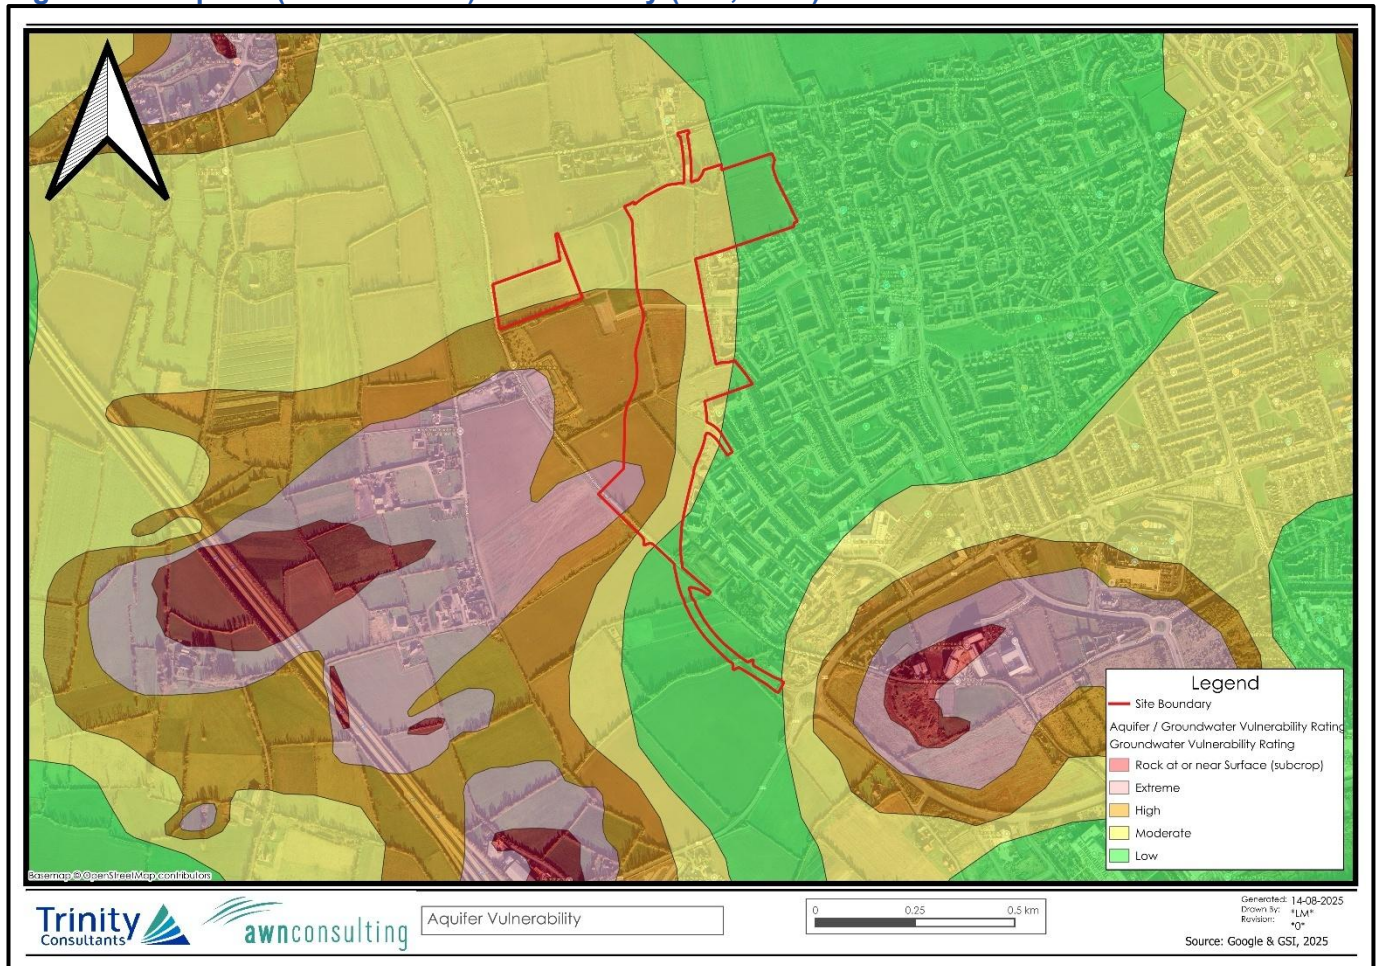 Basemap © OpenStreetMap contributors
Legend
Site Boundary
Aquifer / Groundwater Vulnerability Rating
Groundwater Vulnerability Rating
Rock at or near Surface (subcrop)
Extreme
High
Moderate
Low
Trinity
Consultants
awnconsulting
Aquifer Vulnerability
0 0.25 0.5 km
Generated: 14-08-2025
Drawn By: "LM"
Revision: "0"
Source: Google & GSI, 2025